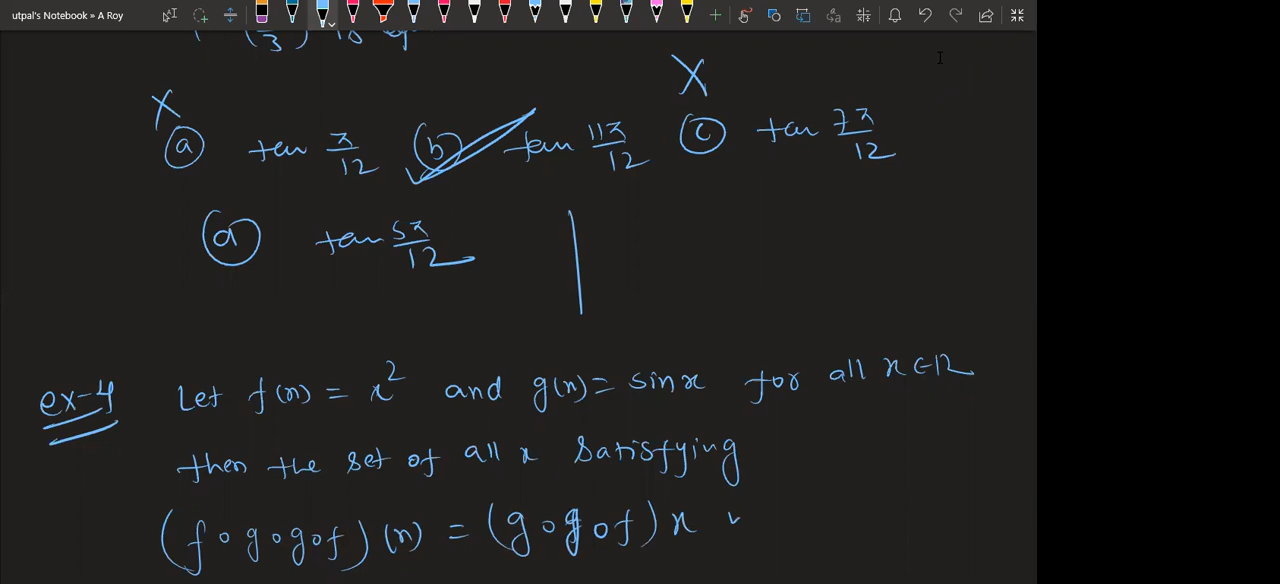 utpal's Notebook » A Roy
X X
(a) tan π/12 (b) tan 11π/12 (c) tan 7π/12
(d) tan 5π/12
ex-4 Let f(x) = x² and g(x) = sinx for all x ∈ R
then the set of all x satisfying
(f o g o g o f) (x) = (g o g o f) x